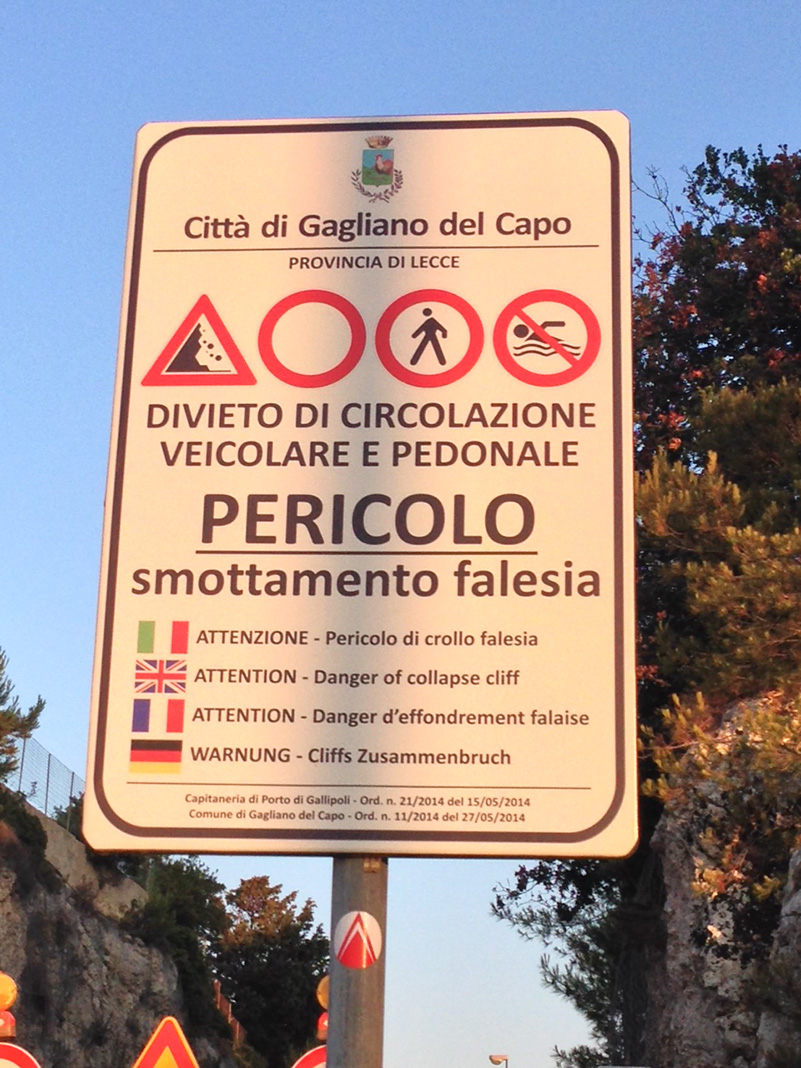 Città di Gagliano del Capo
PROVINCIA DI LECCE
DIVIETO DI CIRCOLAZIONE
VEICOLARE E PEDONALE
PERICOLO
smottamento falesia
ATTENZIONE - Pericolo di crollo falesia
ATTENTION - Danger of collapse cliff
ATTENTION - Danger d'effondrement falaise
WARNUNG - Cliffs Zusammenbruch
Capitaneria di Porto di Gallipoli - Ord. n. 21/2014 del 15/05/2014
Comune di Gagliano del Capo - Ord. n. 11/2014 del 27/05/2014